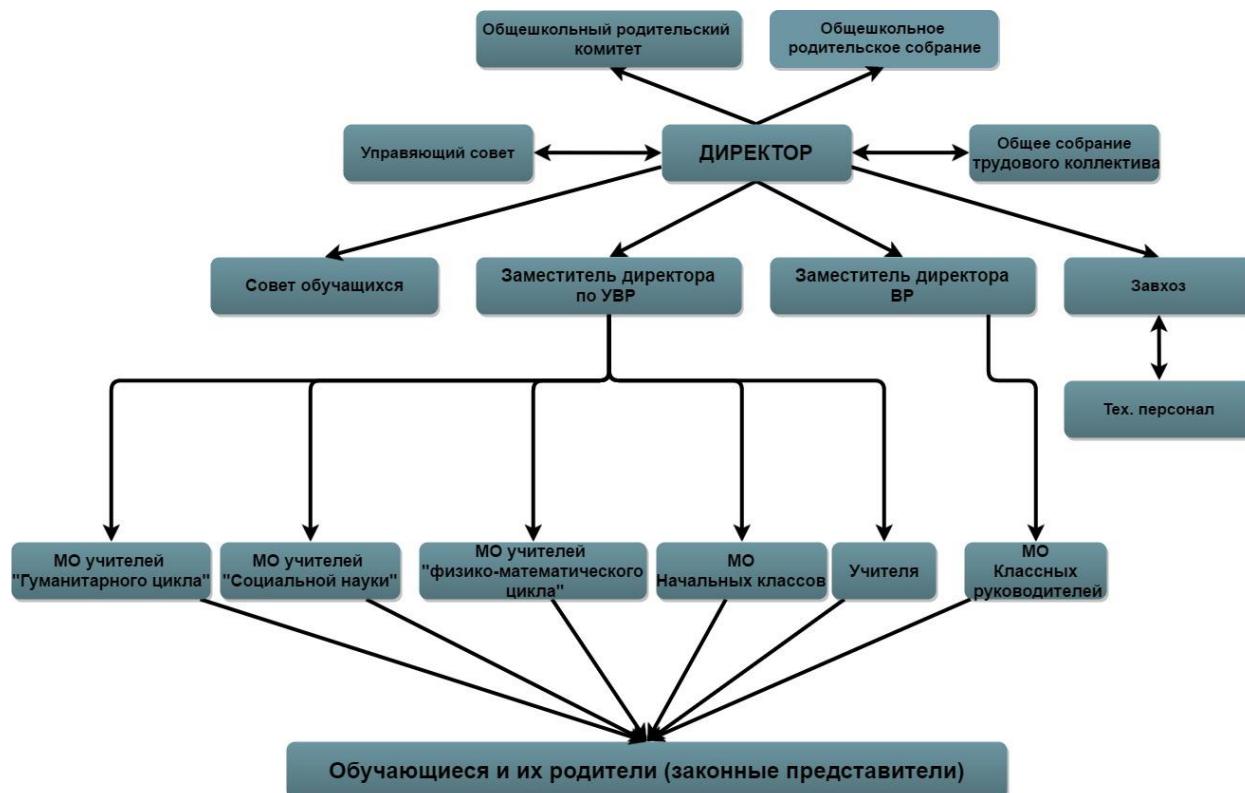 Общешкольный родительский
комитет
Общешкольное
родительское собрание
Управяющий совет
ДИРЕКТОР
Общее собрание
трудового коллектива
Совет обучащихся
Заместитель директора
по УВР
Заместитель директора
ВР
Завхоз
Тех. персонал
МО учителей
"Гуманитарного цикла"
МО учителей
"Социальной науки"
МО учителей
"физико-математического
цикла"
МО
Начальных классов
Учителя
МО
Классных
руководителей
Обучающиеся и их родители (законные представители)